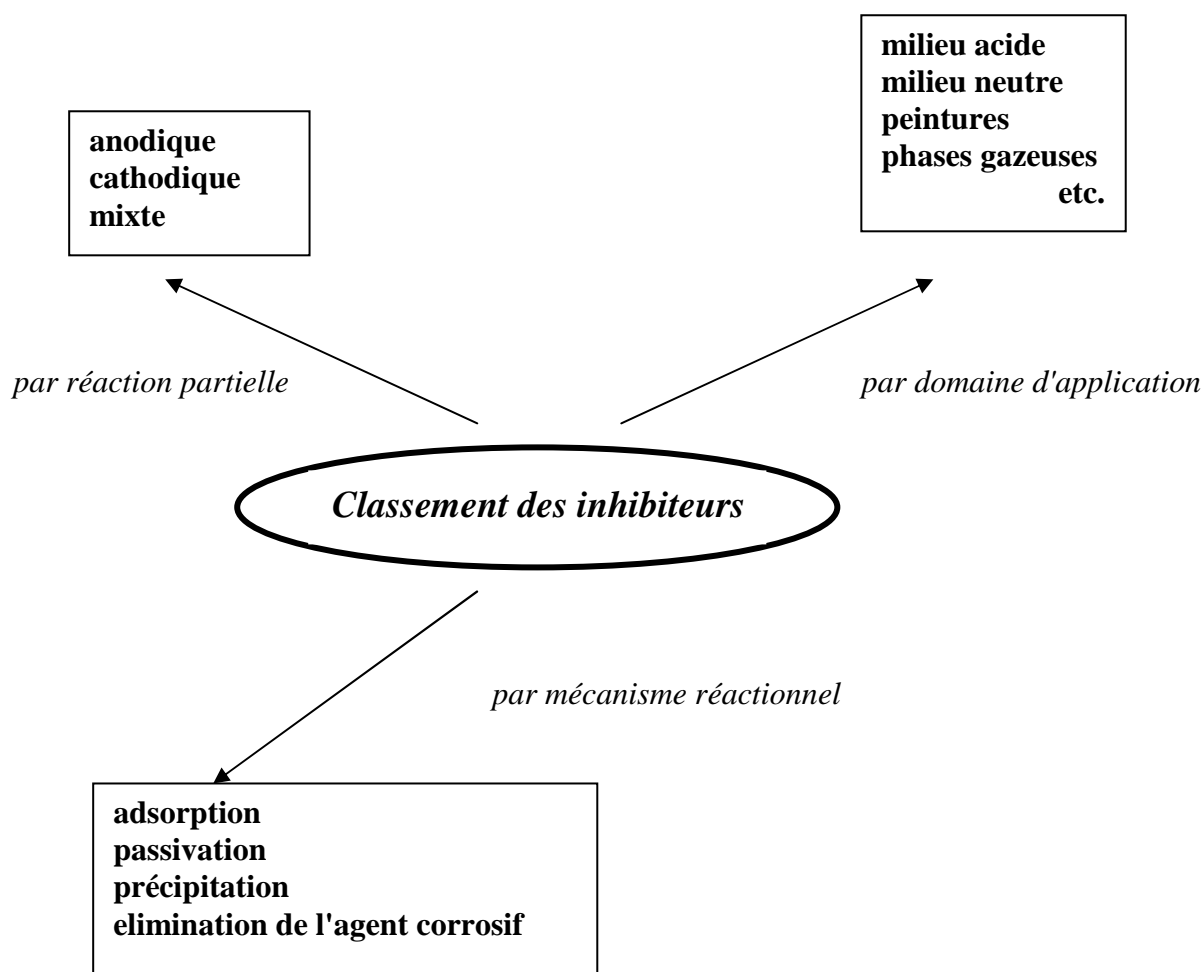 milieu acide
milieu neutre
peintures
phases gazeuses
etc.
anodique
cathodique
mixte
par réaction partielle
par domaine d'application
Classement des inhibiteurs
par mécanisme réactionnel
adsorption
passivation
précipitation
elimination de l'agent corrosif